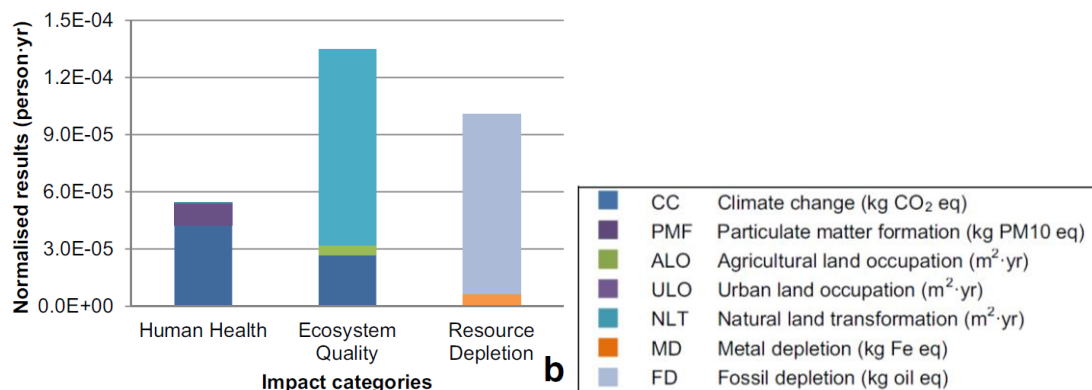 Normalised results (person·yr)
1.5E-04
1.2E-04
9.0E-05
6.0E-05
3.0E-05
0.0E+00
Human Health
Ecosystem
Quality
Resource
Depletion
Impact categories
b
CC Climate change (kg CO₂ eq)
PMF Particulate matter formation (kg PM10 eq)
ALO Agricultural land occupation (m²·yr)
ULO Urban land occupation (m²·yr)
NLT Natural land transformation (m²·yr)
MD Metal depletion (kg Fe eq)
FD Fossil depletion (kg oil eq)